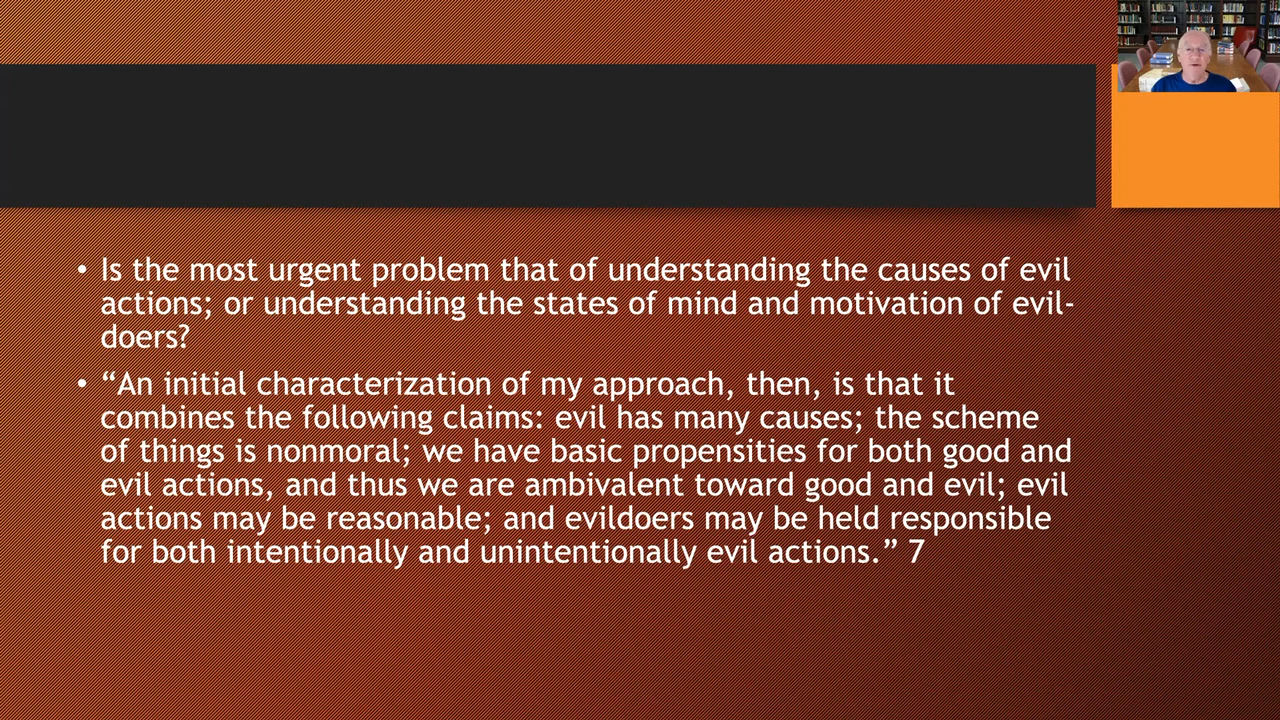 • Is the most urgent problem that of understanding the causes of evil
actions; or understanding the states of mind and motivation of evil-
doers?
• “An initial characterization of my approach, then, is that it
combines the following claims: evil has many causes; the scheme
of things is nonmoral; we have basic propensities for both good and
evil actions, and thus we are ambivalent toward good and evil; evil
actions may be reasonable; and evildoers may be held responsible
for both intentionally and unintentionally evil actions.” 7